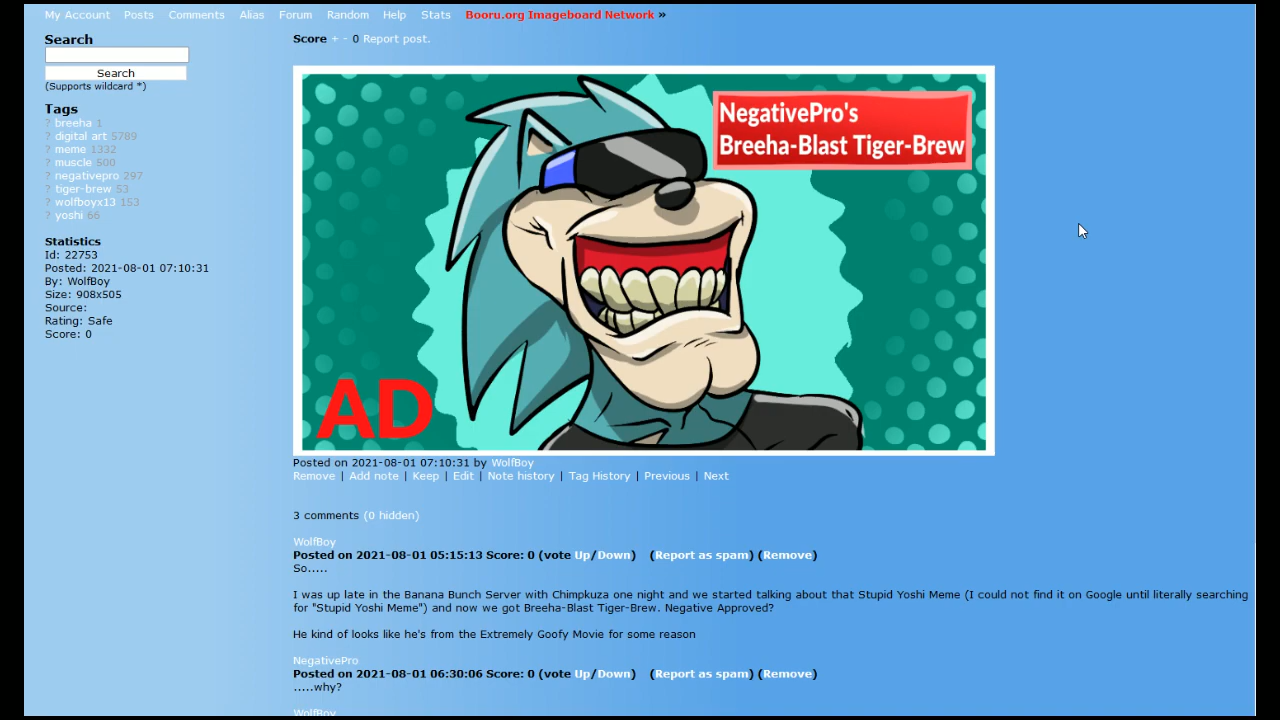 My Account Posts Comments Alias Forum Random Help Stats Booru.org Imageboard Network »
Search
Search
(Supports wildcard *)
Tags
? breeha 1
? digital art 5789
? meme 1332
? muscle 500
? negativepro 297
? tiger-brew 53
? wolfboyx13 153
? yoshi 66
Statistics
Id: 22753
Posted: 2021-08-01 07:10:31
By: WolfBoy
Size: 908x505
Source:
Rating: Safe
Score: 0
Score + - 0 Report post.
NegativePro's
Breeha-Blast Tiger-Brew
AD
Posted on 2021-08-01 07:10:31 by WolfBoy
Remove | Add note | Keep | Edit | Note history | Tag History | Previous | Next
3 comments (0 hidden)
WolfBoy
Posted on 2021-08-01 05:15:13 Score: 0 (vote Up/Down) (Report as spam) (Remove)
So.....
I was up late in the Banana Bunch Server with Chimpkuza one night and we started talking about that Stupid Yoshi Meme (I could not find it on Google until literally searching
for "Stupid Yoshi Meme") and now we got Breeha-Blast Tiger-Brew. Negative Approved?
He kind of looks like he's from the Extremely Goofy Movie for some reason
NegativePro
Posted on 2021-08-01 06:30:06 Score: 0 (vote Up/Down) (Report as spam) (Remove)
.....why?
WolfBoy